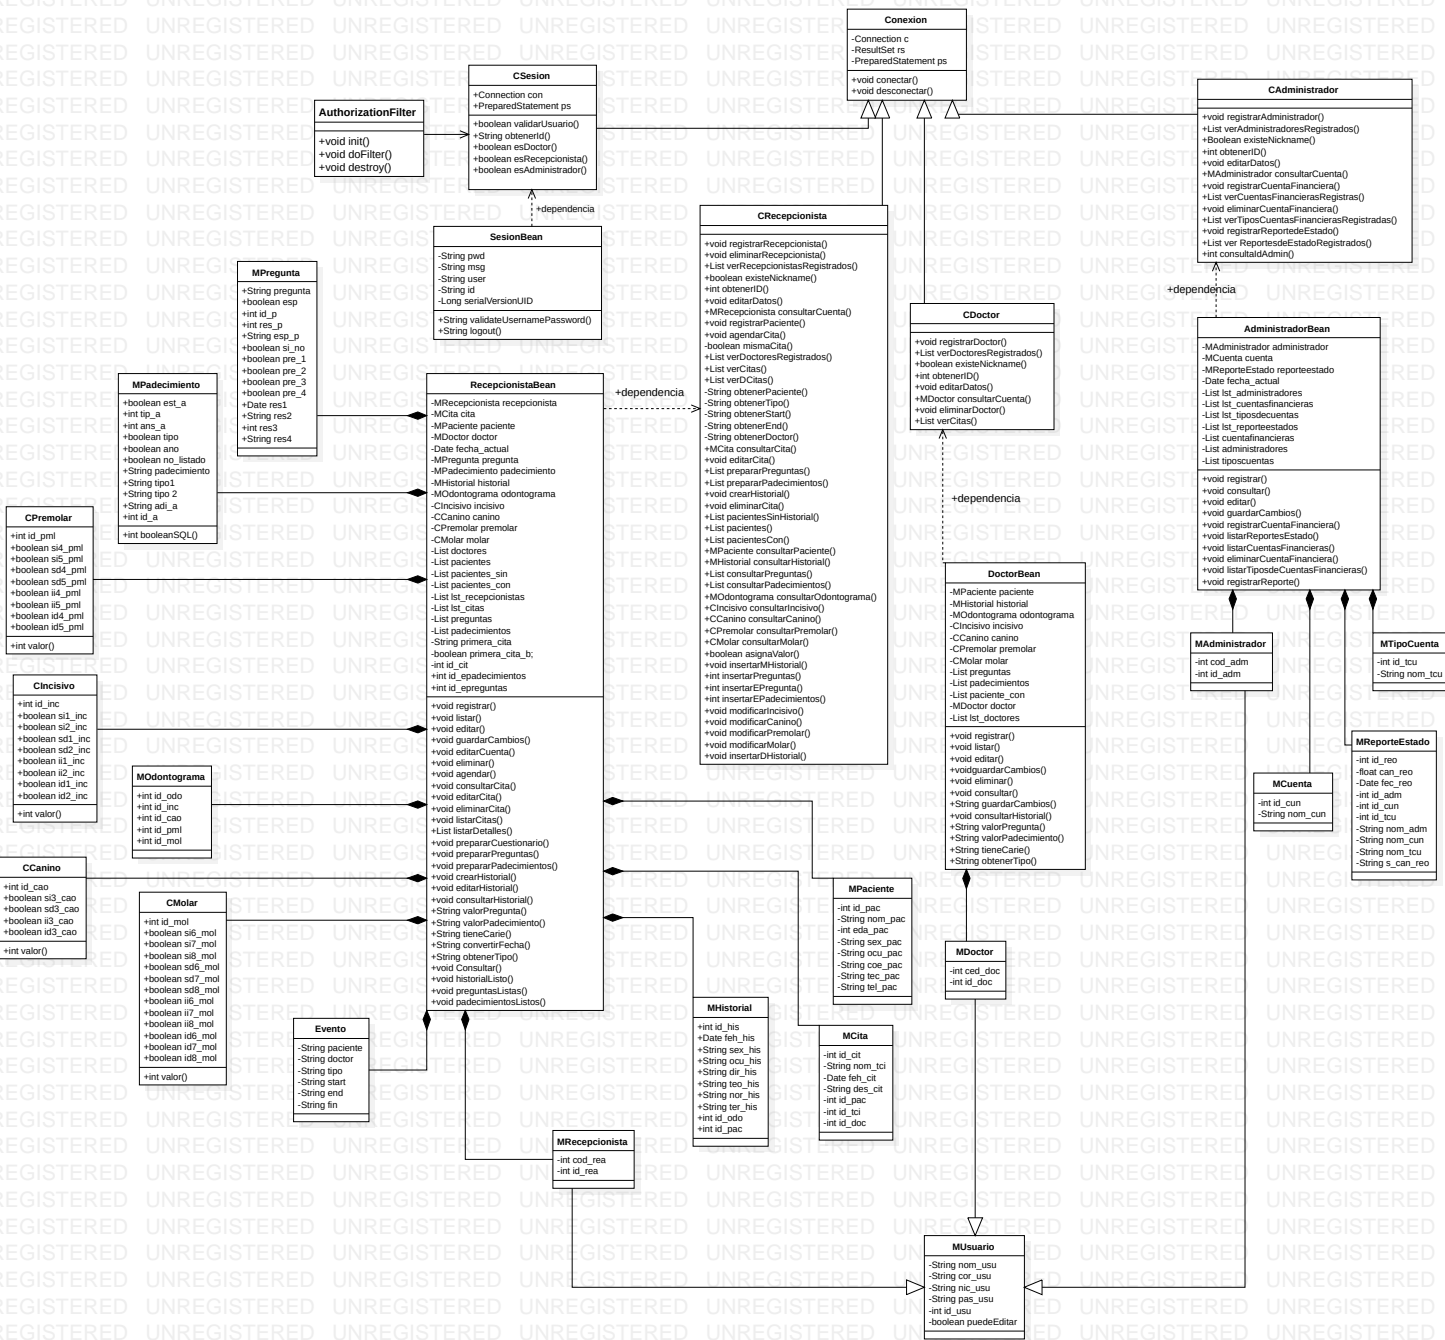 Conexion
-Connection c
-ResultSet rs
-PreparedStatement ps
+void conectar()
+void desconectar()
CSesion
+Connection con
+PreparedStatement ps
+boolean validarUsuario()
+String obtenerId()
+boolean esDoctor()
+boolean esRecepcionista()
+boolean esAdministrador()
AuthorizationFilter
+void init()
+void doFilter()
+void destroy()
CAdministrador
+void registrarAdministrador()
+List verAdministradoresRegistrados()
+Boolean existeNickname()
+int obtenerID()
+void editarDatos()
+MAdministrador consultarCuenta()
+void registrarCuentaFinanciera()
+List verCuentasFinancierasRegistras()
+void eliminarCuentaFinanciera()
+List verTiposCuentasFinancierasRegistradas()
+void registrarReportedeEstado()
+List ver ReportesdeEstadoRegistrados()
+int consultaIdAdmin()
+dependencia
SesionBean
-String pwd
-String msg
-String user
-String id
-Long serialVersionUID
+String validateUsernamePassword()
+String logout()
CRecepcionista
+void registrarRecepcionista()
+void eliminarRecepcionista()
+List verRecepcionistasRegistrados()
+boolean existeNickname()
+int obtenerID()
+void editarDatos()
+MRecepcionista consultarCuenta()
+void registrarPaciente()
+void agendarCita()
-boolean mismaCita()
+List verDoctoresRegistrados()
+List verCitas()
+List verDCitas()
-String obtenerPaciente()
-String obtenerTipo()
-String obtenerStart()
-String obtenerEnd()
-String obtenerDoctor()
+MCita consultarCita()
+void editarCita()
+List prepararPreguntas()
+List prepararPadecimientos()
+void crearHistorial()
+void eliminarCita()
+List pacientesSinHistorial()
+List pacientes()
+List pacientesCon()
+MPaciente consultarPaciente()
+MHistorial consultarHistorial()
+List consultarPreguntas()
+List consultarPadecimientos()
+MOdontograma consultarOdontograma()
+CIncisivo consultarIncisivo()
+CCanino consultarCanino()
+CPremolar consultarPremolar()
+CMolar consultarMolar()
+boolean asignaValor()
+void insertarMHistorial()
+int insertarPreguntas()
+int insertarEPregunta()
+int insertarEPadecimientos()
+void modificarIncisivo()
+void modificarCanino()
+void modificarPremolar()
+void modificarMolar()
+void insertarDHistorial()
MPregunta
+String pregunta
+boolean esp
+int id_p
+int res_p
+String esp_p
+boolean si_no
+boolean pre_1
+boolean pre_2
+boolean pre_3
+boolean pre_4
+Date res1
+String res2
+int res3
+String res4
+dependencia
CDoctor
+void registrarDoctor()
+List verDoctoresRegistrados()
+boolean existeNickname()
+int obtenerID()
+void editarDatos()
+MDoctor consultarCuenta()
+void eliminarDoctor()
+List verCitas()
AdministradorBean
-MAdministrador administrador
-MCuenta cuenta
-MReporteEstado reporteestado
-Date fecha_actual
-List lst_administradores
-List lst_cuentasfinancieras
-List lst_tiposdecuentas
-List lst_reporteestados
-List cuentafinancieras
-List administradores
-List tiposcuentas
+void registrar()
+void consultar()
+void editar()
+void guardarCambios()
+void registrarCuentaFinanciera()
+void listarReportesEstado()
+void listarCuentasFinancieras()
+void eliminarCuentaFinanciera()
+void listarTiposdeCuentasFinancieras()
+void registrarReporte()
MPadecimiento
+boolean est_a
+int tip_a
+int ans_a
+boolean tipo
+boolean ano
+boolean no_listado
+String padecimiento
+String tipo1
+String tipo 2
+String adi_a
+int id_a
+int booleanSQL()
RecepcionistaBean
-MRecepcionista recepcionista
-MCita cita
-MPaciente paciente
-MDoctor doctor
-Date fecha_actual
-MPregunta pregunta
-MPadecimiento padecimiento
-MHistorial historial
-MOdontograma odontograma
-CIncisivo incisivo
-CCanino canino
-CPremolar premolar
-CMolar molar
-List doctores
-List pacientes
-List pacientes_sin
-List pacientes_con
-List lst_recepcionistas
-List lst_citas
-List preguntas
-List padecimientos
-String primera_cita
-boolean primera_cita_b;
-int id_cit
+int id_epadecimientos
+int id_epreguntas
+void registrar()
+void listar()
+void editar()
+void guardarCambios()
+void editarCuenta()
+void eliminar()
+void agendar()
+void consultarCita()
+void editarCita()
+void eliminarCita()
+void listarCitas()
+List listarDetalles()
+void prepararCuestionario()
+void prepararPreguntas()
+void prepararPadecimientos()
+void crearHistorial()
+void editarHistorial()
+void consultarHistorial()
+String valorPregunta()
+String valorPadecimiento()
+String tieneCarie()
+String convertirFecha()
+String obtenerTipo()
+void Consultar()
+void historialListo()
+void preguntasListas()
+void padecimientosListos()
+dependencia
+dependencia
CPremolar
+int id_pml
+boolean si4_pml
+boolean si5_pml
+boolean sd4_pml
+boolean sd5_pml
+boolean ii4_pml
+boolean ii5_pml
+boolean id4_pml
+boolean id5_pml
+int valor()
DoctorBean
-MPaciente paciente
-MHistorial historial
-MOdontograma odontograma
-CIncisivo incisivo
-CCanino canino
-CPremolar premolar
-CMolar molar
-List preguntas
-List padecimientos
-List paciente_con
-MDoctor doctor
-List lst_doctores
+void registrar()
+void listar()
+void editar()
+voidguardarCambios()
+void eliminar()
+void consultar()
+String guardarCambios()
+void consultarHistorial()
+String valorPregunta()
+String valorPadecimiento()
+String tieneCarie()
+String obtenerTipo()
MAdministrador
-int cod_adm
-int id_adm
MTipoCuenta
-int id_tcu
-String nom_tcu
CIncisivo
+int id_inc
+boolean si1_inc
+boolean si2_inc
+boolean sd1_inc
+boolean sd2_inc
+boolean ii1_inc
+boolean ii2_inc
+boolean id1_inc
+boolean id2_inc
+int valor()
MReporteEstado
-int id_reo
-float can_reo
-Date fec_reo
-int id_adm
-int id_cun
-int id_tcu
-String nom_adm
-String nom_cun
-String nom_tcu
-String s_can_reo
MOdontograma
+int id_odo
+int id_inc
+int id_cao
+int id_pml
+int id_mol
MCuenta
-int id_cun
-String nom_cun
CCanino
+int id_cao
+boolean si3_cao
+boolean sd3_cao
+boolean ii3_cao
+boolean id3_cao
+int valor()
CMolar
+int id_mol
+boolean si6_mol
+boolean si7_mol
+boolean si8_mol
+boolean sd6_mol
+boolean sd7_mol
+boolean sd8_mol
+boolean ii6_mol
+boolean ii7_mol
+boolean ii8_mol
+boolean id6_mol
+boolean id7_mol
+boolean id8_mol
+int valor()
MPaciente
-int id_pac
-String nom_pac
-int eda_pac
-String sex_pac
-String ocu_pac
-String coe_pac
-String tec_pac
-String tel_pac
MDoctor
-int ced_doc
-int id_doc
MHistorial
+int id_his
+Date feh_his
+String sex_his
+String ocu_his
+String dir_his
+String teo_his
+String nor_his
+String ter_his
+int id_odo
+int id_pac
Evento
-String paciente
-String doctor
-String tipo
-String start
-String end
-String fin
MCita
-int id_cit
-String nom_tci
-Date feh_cit
-String des_cit
-int id_pac
-int id_tci
-int id_doc
MRecepcionista
-int cod_rea
-int id_rea
MUsuario
-String nom_usu
-String cor_usu
-String nic_usu
-String pas_usu
-int id_usu
-boolean puedeEditar